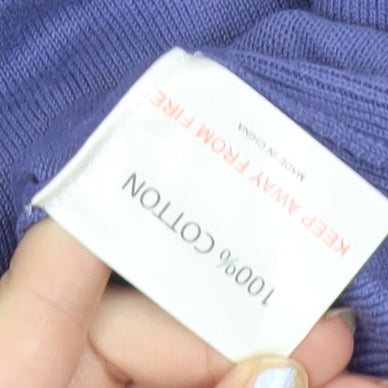 100% COTTON
MADE IN CHINA
KEEP AWAY FROM FIRE